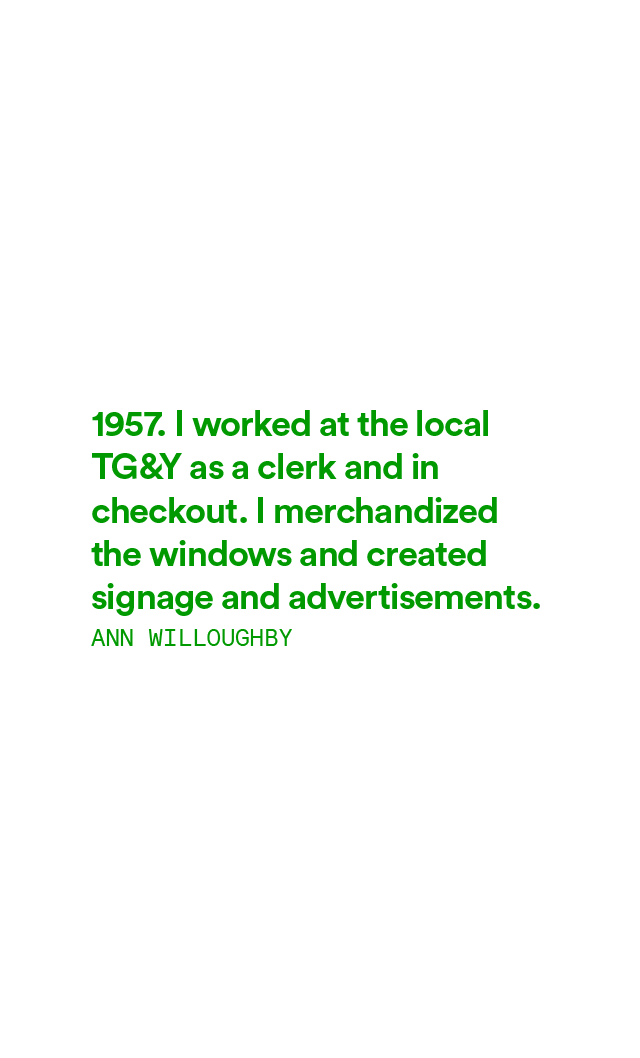 1957. I worked at the local
TG&Y as a clerk and in
checkout. I merchandized
the windows and created
signage and advertisements.
ANN WILLOUGHBY